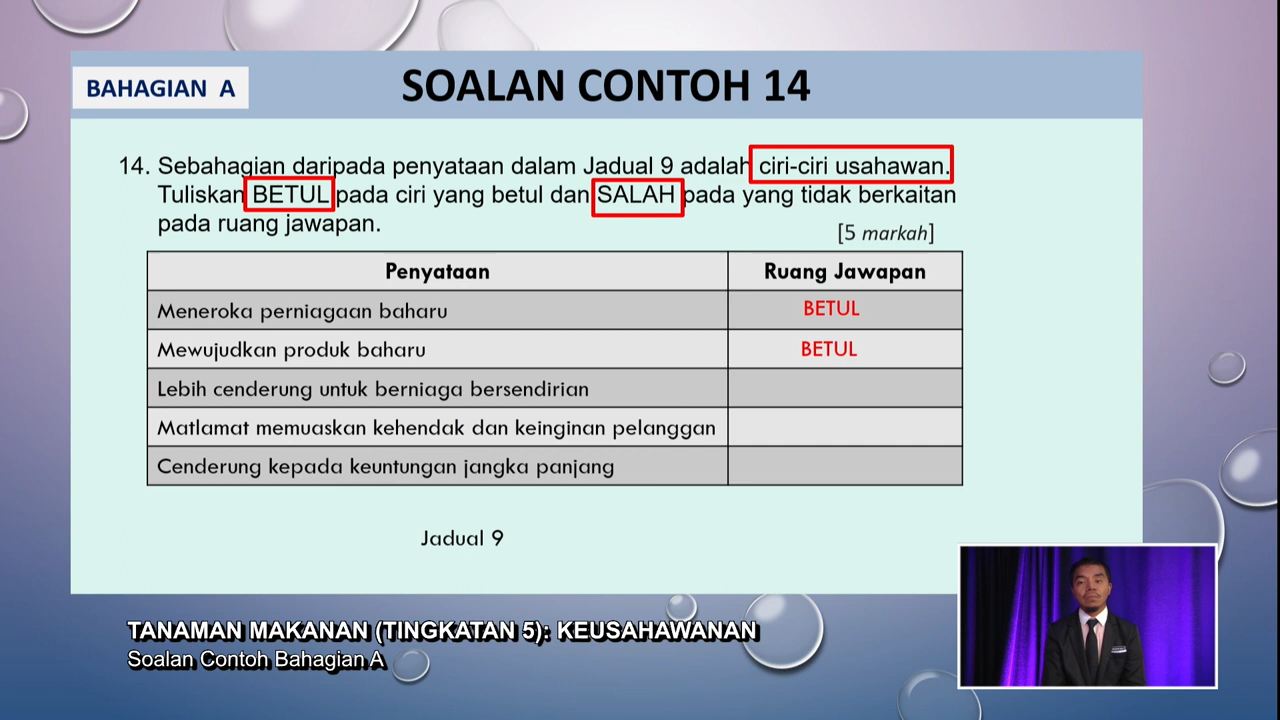 BAHAGIAN A
SOALAN CONTOH 14
14. Sebahagian daripada penyataan dalam Jadual 9 adalah ciri-ciri usahawan.
Tuliskan BETUL pada ciri yang betul dan SALAH pada yang tidak berkaitan
pada ruang jawapan.
[5 markah]
Penyataan Ruang Jawapan
Meneroka perniagaan baharu BETUL
Mewujudkan produk baharu BETUL
Lebih cenderung untuk berniaga bersendirian
Matlamat memuaskan kehendak dan keinginan pelanggan
Cenderung kepada keuntungan jangka panjang
Jadual 9
TANAMAN MAKANAN (TINGKATAN 5): KEUSAHAWANAN
Soalan Contoh Bahagian A